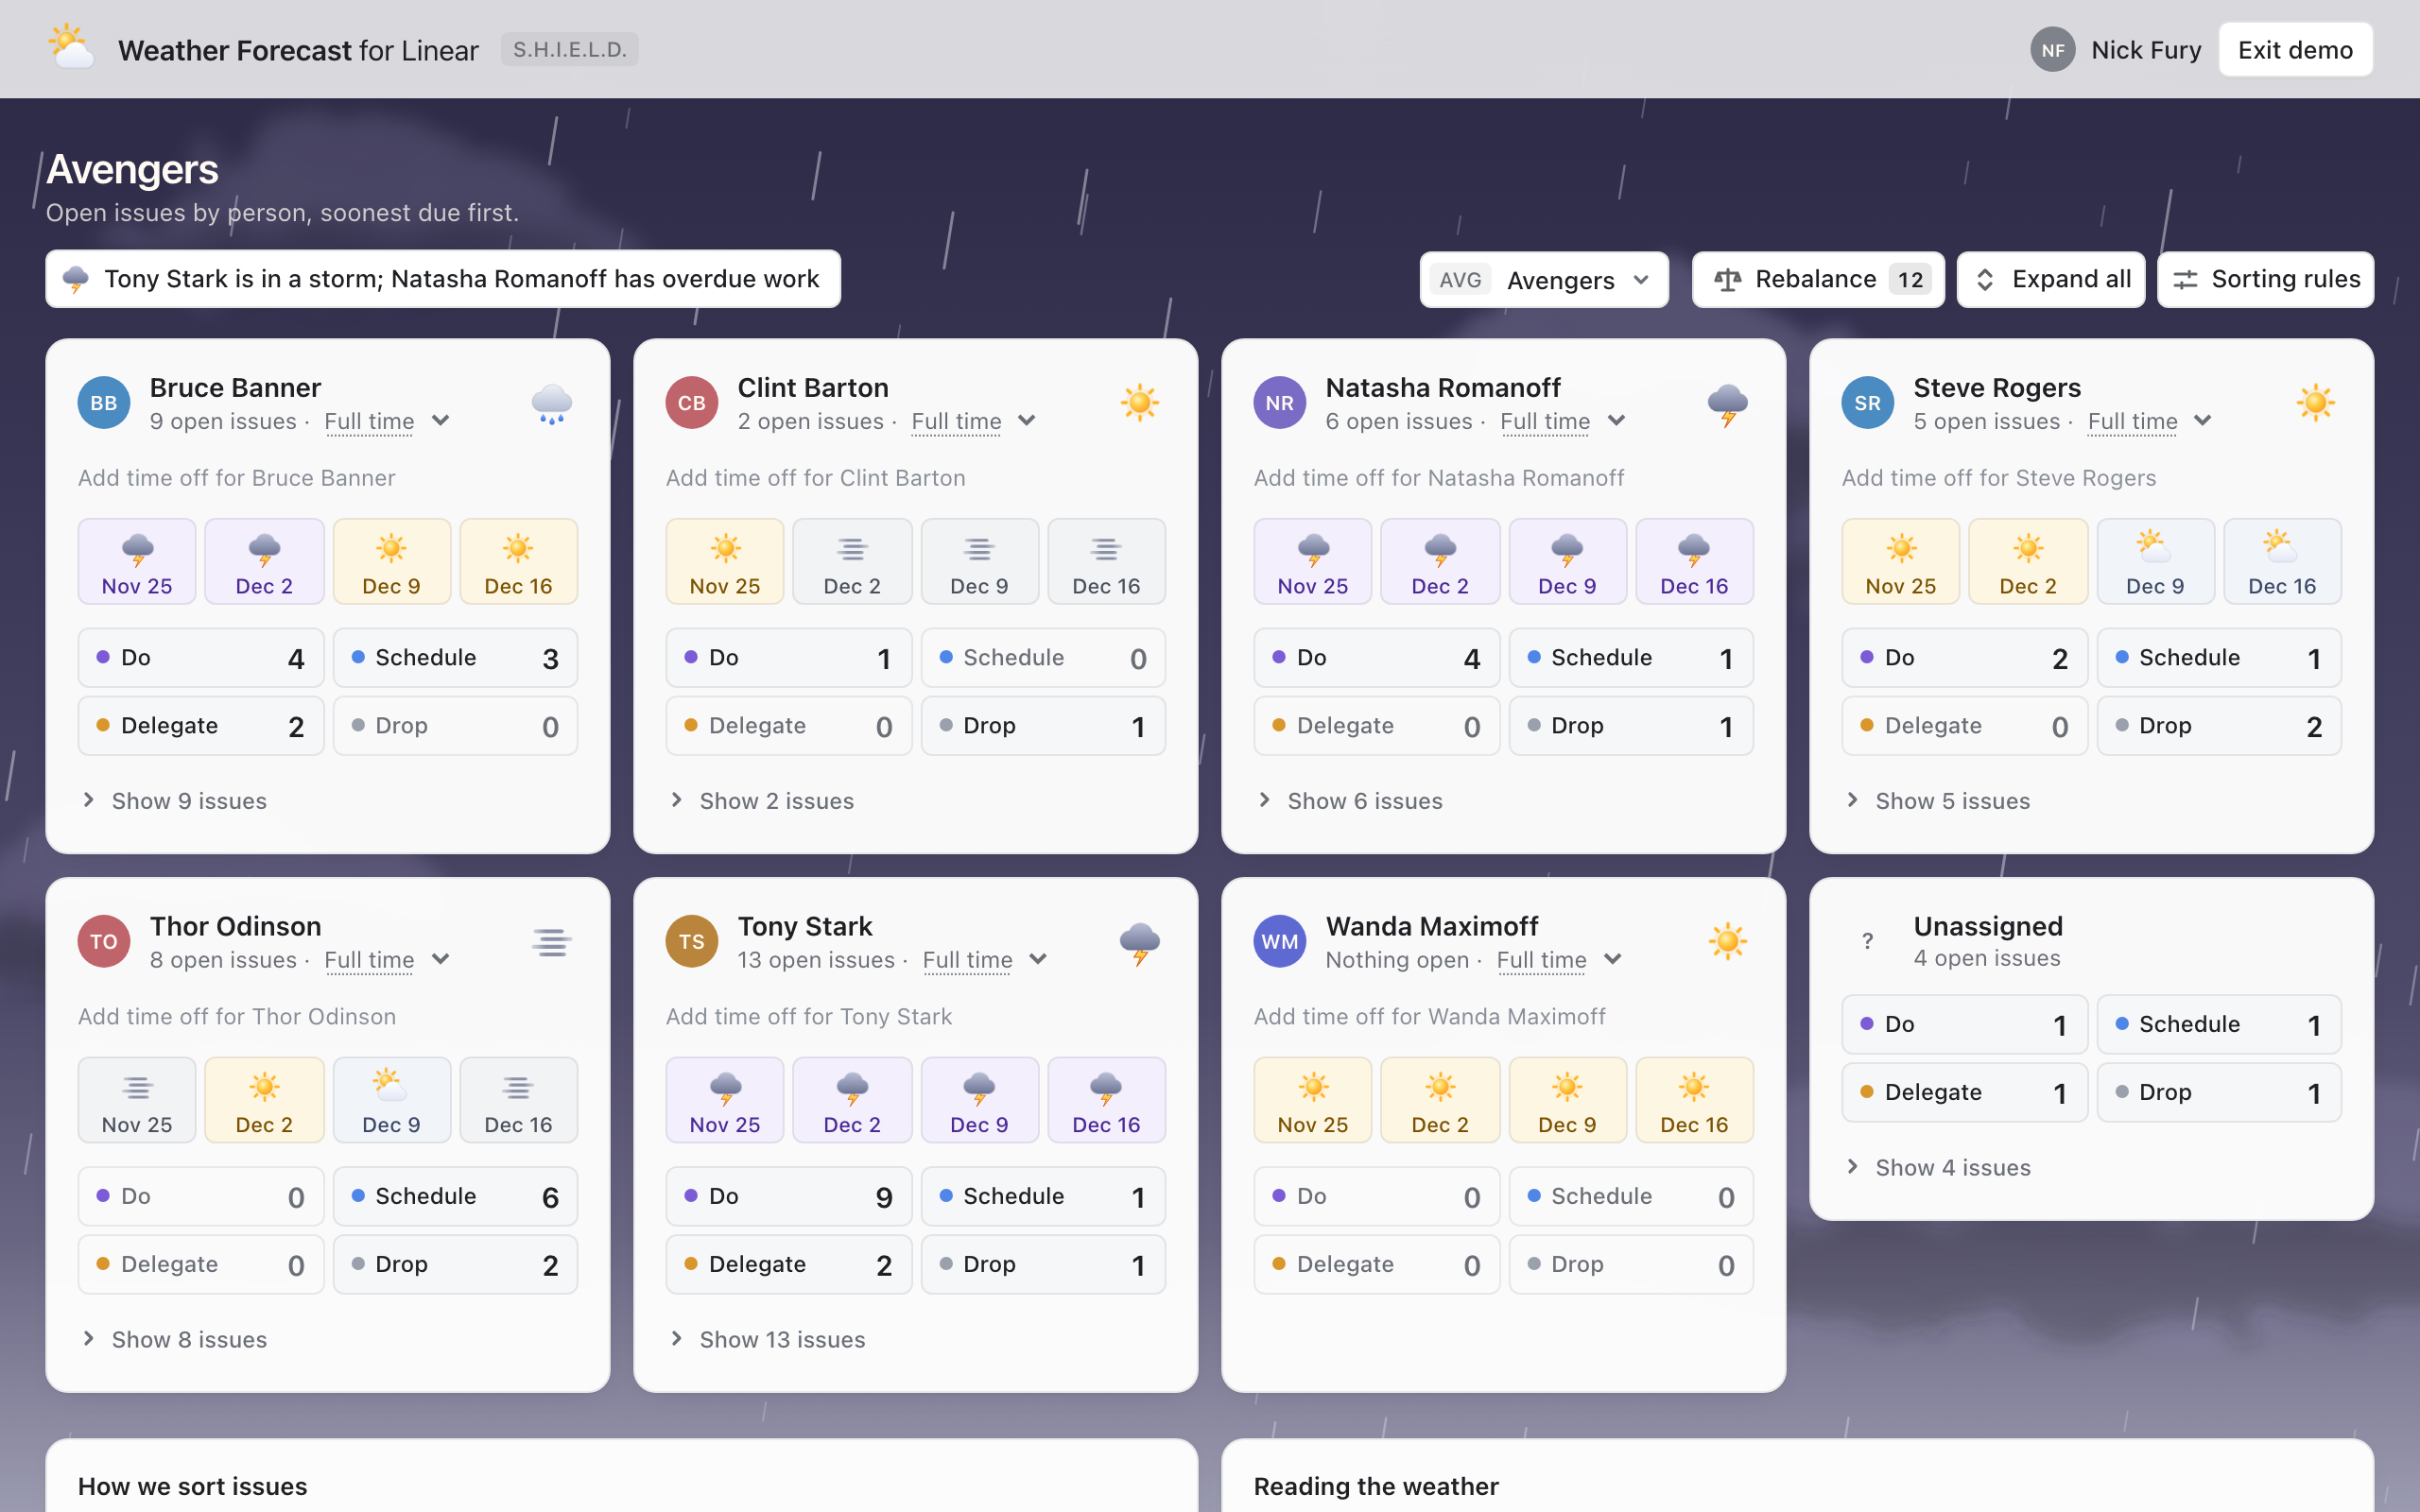 Weather Forecast for Linear S.H.I.E.L.D.
NF Nick Fury Exit demo
Avengers
Open issues by person, soonest due first.
Tony Stark is in a storm; Natasha Romanoff has overdue work
AVG Avengers Rebalance 12 Expand all Sorting rules
BB Bruce Banner
9 open issues · Full time
Add time off for Bruce Banner
Nov 25 Dec 2 Dec 9 Dec 16
Do 4 Schedule 3
Delegate 2 Drop 0
Show 9 issues
CB Clint Barton
2 open issues · Full time
Add time off for Clint Barton
Nov 25 Dec 2 Dec 9 Dec 16
Do 1 Schedule 0
Delegate 0 Drop 1
Show 2 issues
NR Natasha Romanoff
6 open issues · Full time
Add time off for Natasha Romanoff
Nov 25 Dec 2 Dec 9 Dec 16
Do 4 Schedule 1
Delegate 0 Drop 1
Show 6 issues
SR Steve Rogers
5 open issues · Full time
Add time off for Steve Rogers
Nov 25 Dec 2 Dec 9 Dec 16
Do 2 Schedule 1
Delegate 0 Drop 2
Show 5 issues
TO Thor Odinson
8 open issues · Full time
Add time off for Thor Odinson
Nov 25 Dec 2 Dec 9 Dec 16
Do 0 Schedule 6
Delegate 0 Drop 2
Show 8 issues
TS Tony Stark
13 open issues · Full time
Add time off for Tony Stark
Nov 25 Dec 2 Dec 9 Dec 16
Do 9 Schedule 1
Delegate 2 Drop 1
Show 13 issues
WM Wanda Maximoff
Nothing open · Full time
Add time off for Wanda Maximoff
Nov 25 Dec 2 Dec 9 Dec 16
Do 0 Schedule 0
Delegate 0 Drop 0
? Unassigned
4 open issues
Do 1 Schedule 1
Delegate 1 Drop 1
Show 4 issues
How we sort issues
Reading the weather